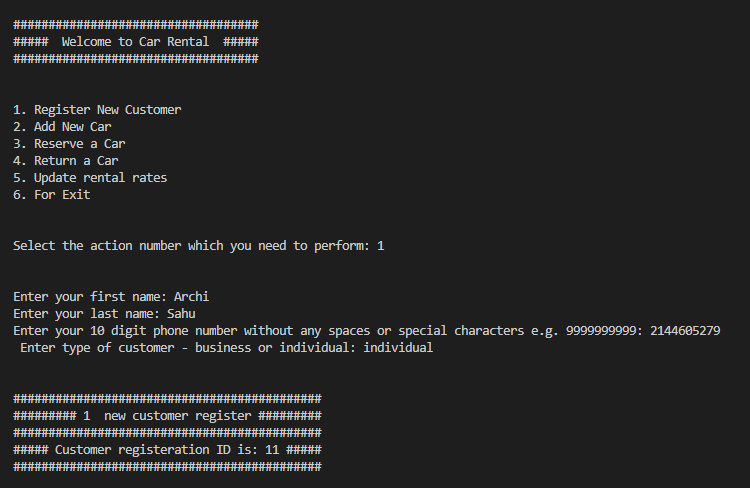 ###################################
#####  Welcome to Car Rental  #####
###################################
1. Register New Customer
2. Add New Car
3. Reserve a Car
4. Return a Car
5. Update rental rates
6. For Exit
Select the action number which you need to perform: 1
Enter your first name: Archi
Enter your last name: Sahu
Enter your 10 digit phone number without any spaces or special characters e.g. 9999999999: 2144605279
 Enter type of customer - business or individual: individual
############################################
######### 1  new customer register #########
############################################
##### Customer registeration ID is: 11 #####
############################################